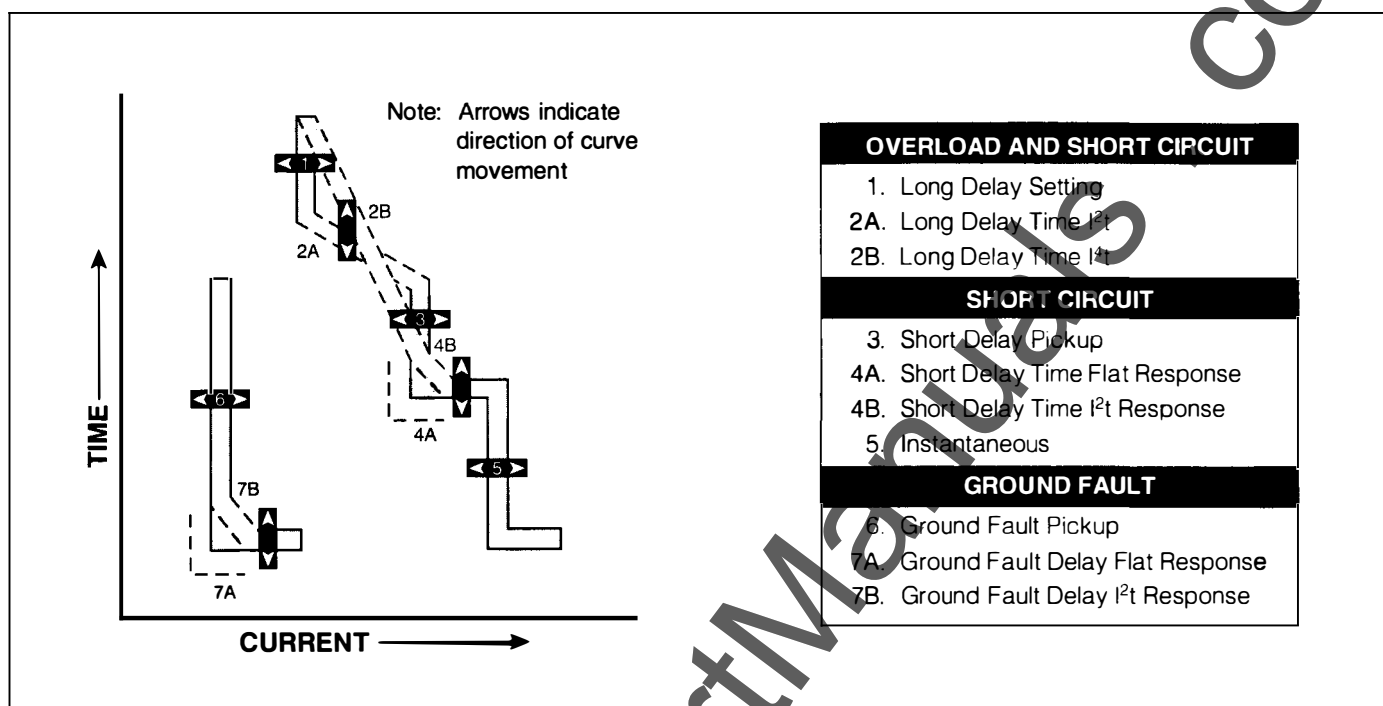 Note: Arrows indicate
direction of curve
movement
1
2B
2A
3
4B
4A
5
6
7B
7A
TIME
CURRENT
OVERLOAD AND SHORT CIRCUIT
1. Long Delay Setting
2A. Long Delay Time I²t
2B. Long Delay Time I⁴t
SHORT CIRCUIT
3. Short Delay Pickup
4A. Short Delay Time Flat Response
4B. Short Delay Time I²t Response
5. Instantaneous
GROUND FAULT
6. Ground Fault Pickup
7A. Ground Fault Delay Flat Response
7B. Ground Fault Delay I²t Response
rtManuals . co